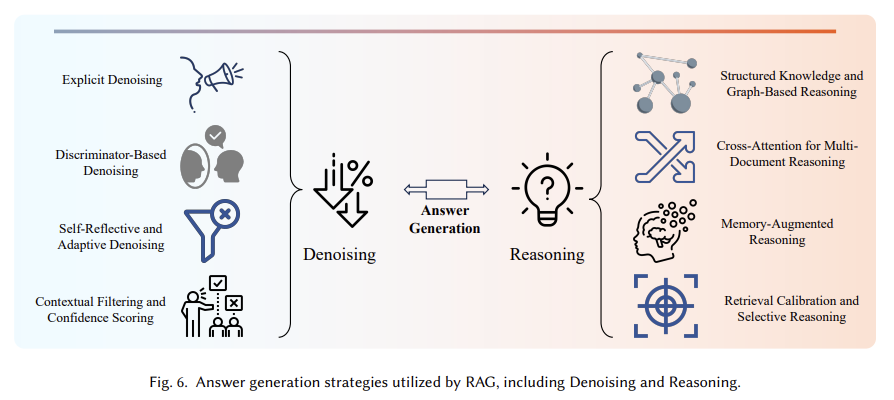 Explicit Denoising
Discriminator-Based
Denoising
Self-Reflective and
Adaptive Denoising
Contextual Filtering and
Confidence Scoring
%
Denoising
Answer
Generation
?
Reasoning
Structured Knowledge and
Graph-Based Reasoning
Cross-Attention for Multi-
Document Reasoning
Memory-Augmented
Reasoning
Retrieval Calibration and
Selective Reasoning
Fig. 6. Answer generation strategies utilized by RAG, including Denoising and Reasoning.